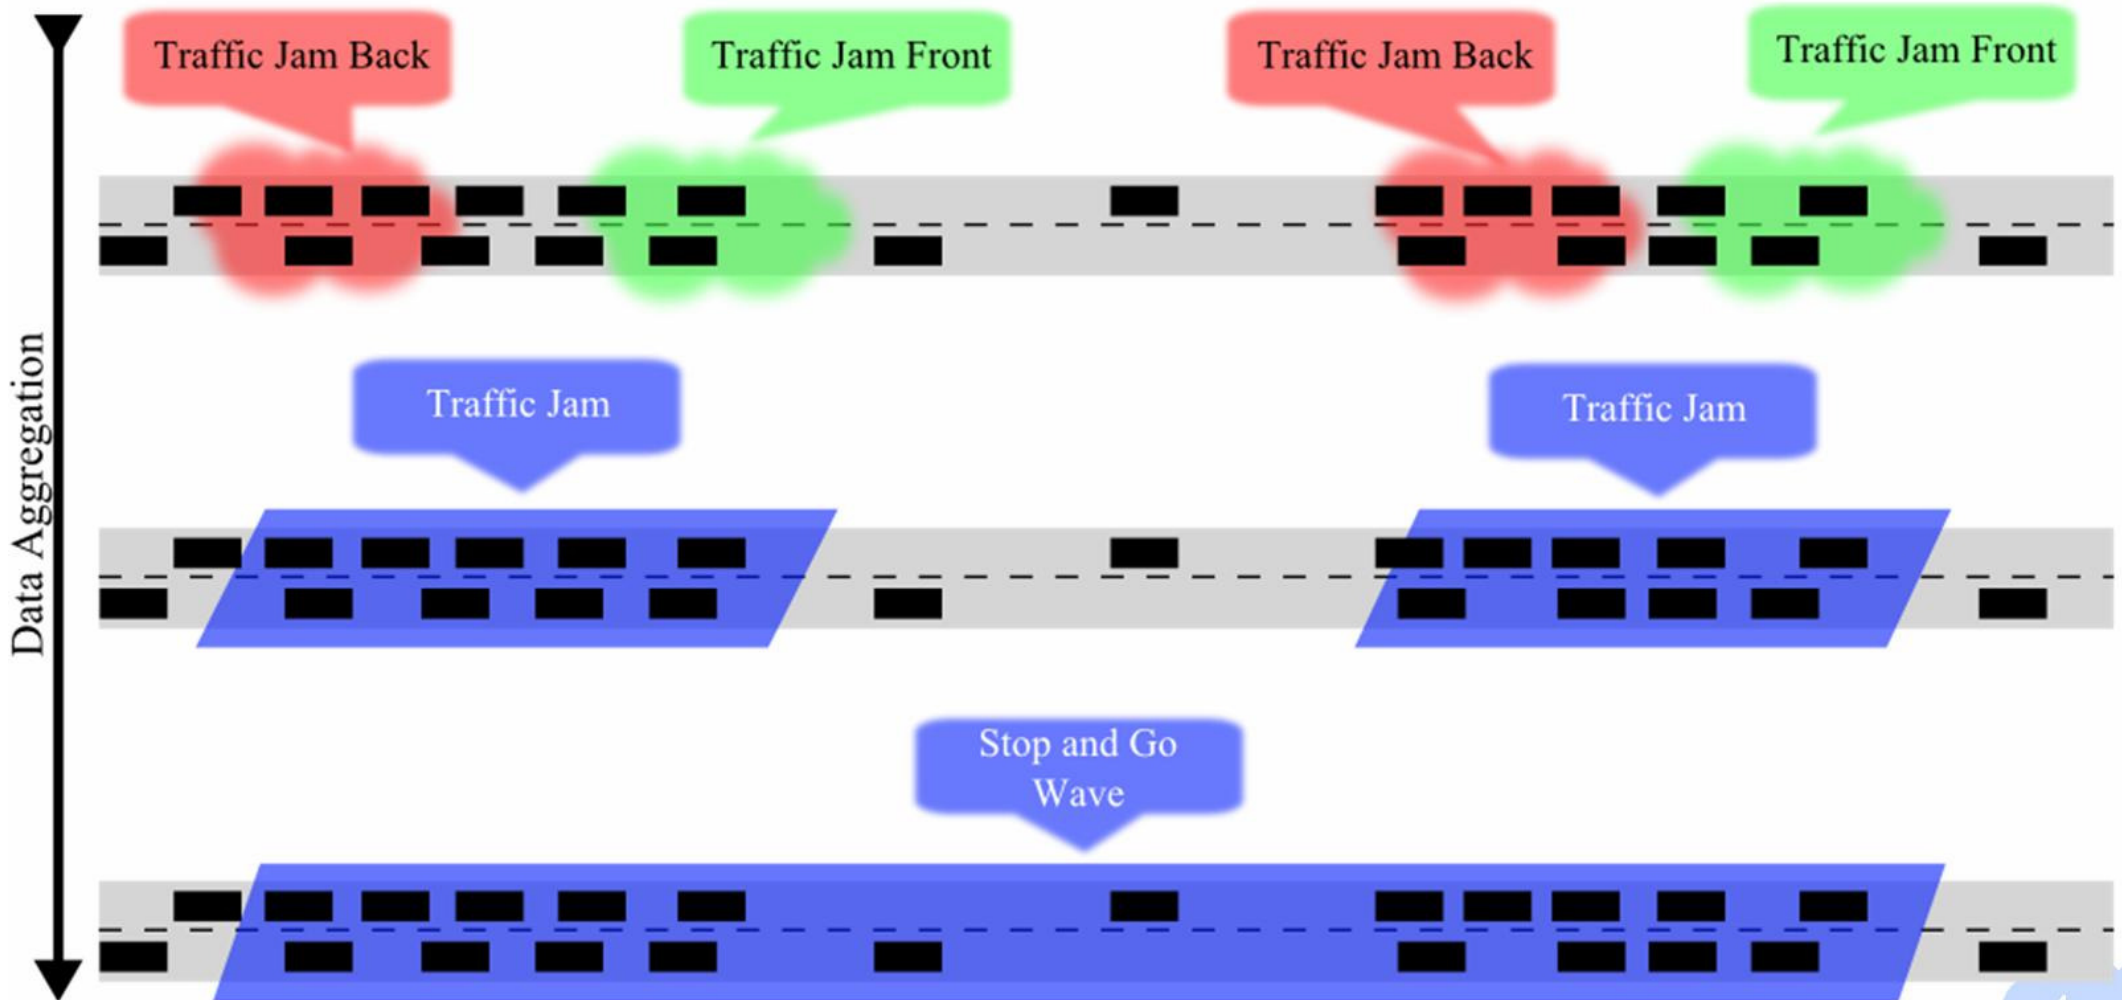 Traffic Jam Back
Traffic Jam Front
Traffic Jam Back
Traffic Jam Front
Data Aggregation
Traffic Jam
Traffic Jam
Stop and Go
Wave